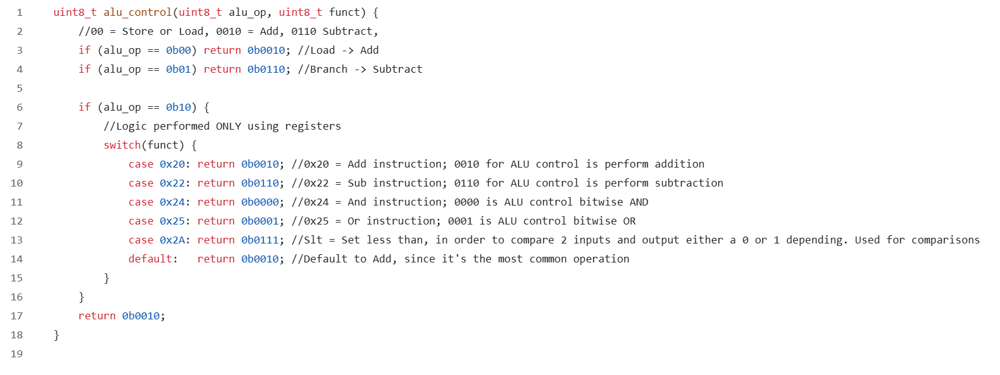 1 uint8_t alu_control(uint8_t alu_op, uint8_t funct) {
2 //00 = Store or Load, 0010 = Add, 0110 Subtract,
3 if (alu_op == 0b00) return 0b0010; //Load -> Add
4 if (alu_op == 0b01) return 0b0110; //Branch -> Subtract
5
6 if (alu_op == 0b10) {
7 //Logic performed ONLY using registers
8 switch(funct) {
9 case 0x20: return 0b0010; //0x20 = Add instruction; 0010 for ALU control is perform addition
10 case 0x22: return 0b0110; //0x22 = Sub instruction; 0110 for ALU control is perform subtraction
11 case 0x24: return 0b0000; //0x24 = And instruction; 0000 is ALU control bitwise AND
12 case 0x25: return 0b0001; //0x25 = Or instruction; 0001 is ALU control bitwise OR
13 case 0x2A: return 0b0111; //Slt = Set less than, in order to compare 2 inputs and output either a 0 or 1 depending. Used for comparisons
14 default: return 0b0010; //Default to Add, since it's the most common operation
15 }
16 }
17 return 0b0010;
18 }
19